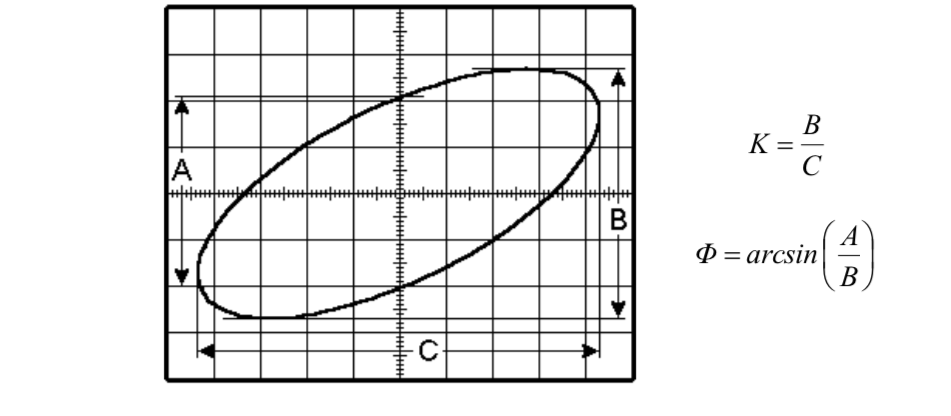 A
B
C
K = B/C
Φ = arcsin(A/B)